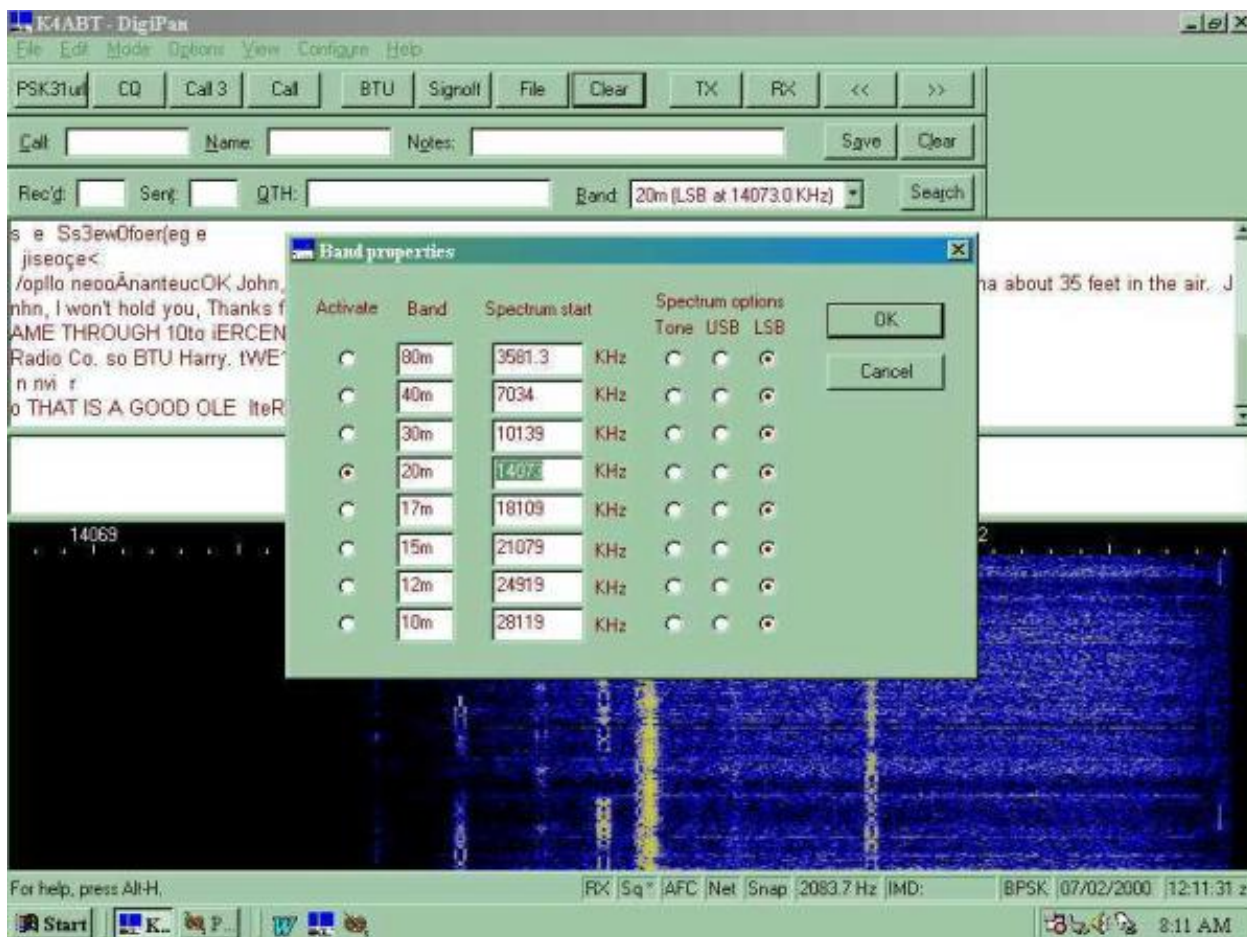 K4ABT - DigiPan
File Edit Mode Options View Configure Help
PSK31url CQ Call 3 Call BTU Signoff File Clear TX RX << >>
Call: Name: Notes: Save Clear
Rec'd: Sent: QTH: Band: 20m (LSB at 14073.0 KHz) Search
s e Ss3ew0foer(eg e
jiseoçe<
/opllo neooÂnanteucOK John, na about 35 feet in the air. J
nhn, I won't hold you, Thanks f
AME THROUGH 10to iERCEN
Radio Co. so BTU Harry. tWE
n nvi r
o THAT IS A GOOD OLE IteR
Band properties
Activate Band Spectrum start Spectrum options
Tone USB LSB
OK
Cancel
80m 3581.3 KHz
40m 7034 KHz
30m 10139 KHz
20m 14073 KHz
17m 18109 KHz
15m 21079 KHz
12m 24919 KHz
10m 28119 KHz
14069 2
For help, press Alt-H. RX Sq* AFC Net Snap 2083.7 Hz IMD: BPSK 07/02/2000 12:11:31 z
Start K.. P.. W 8:11 AM